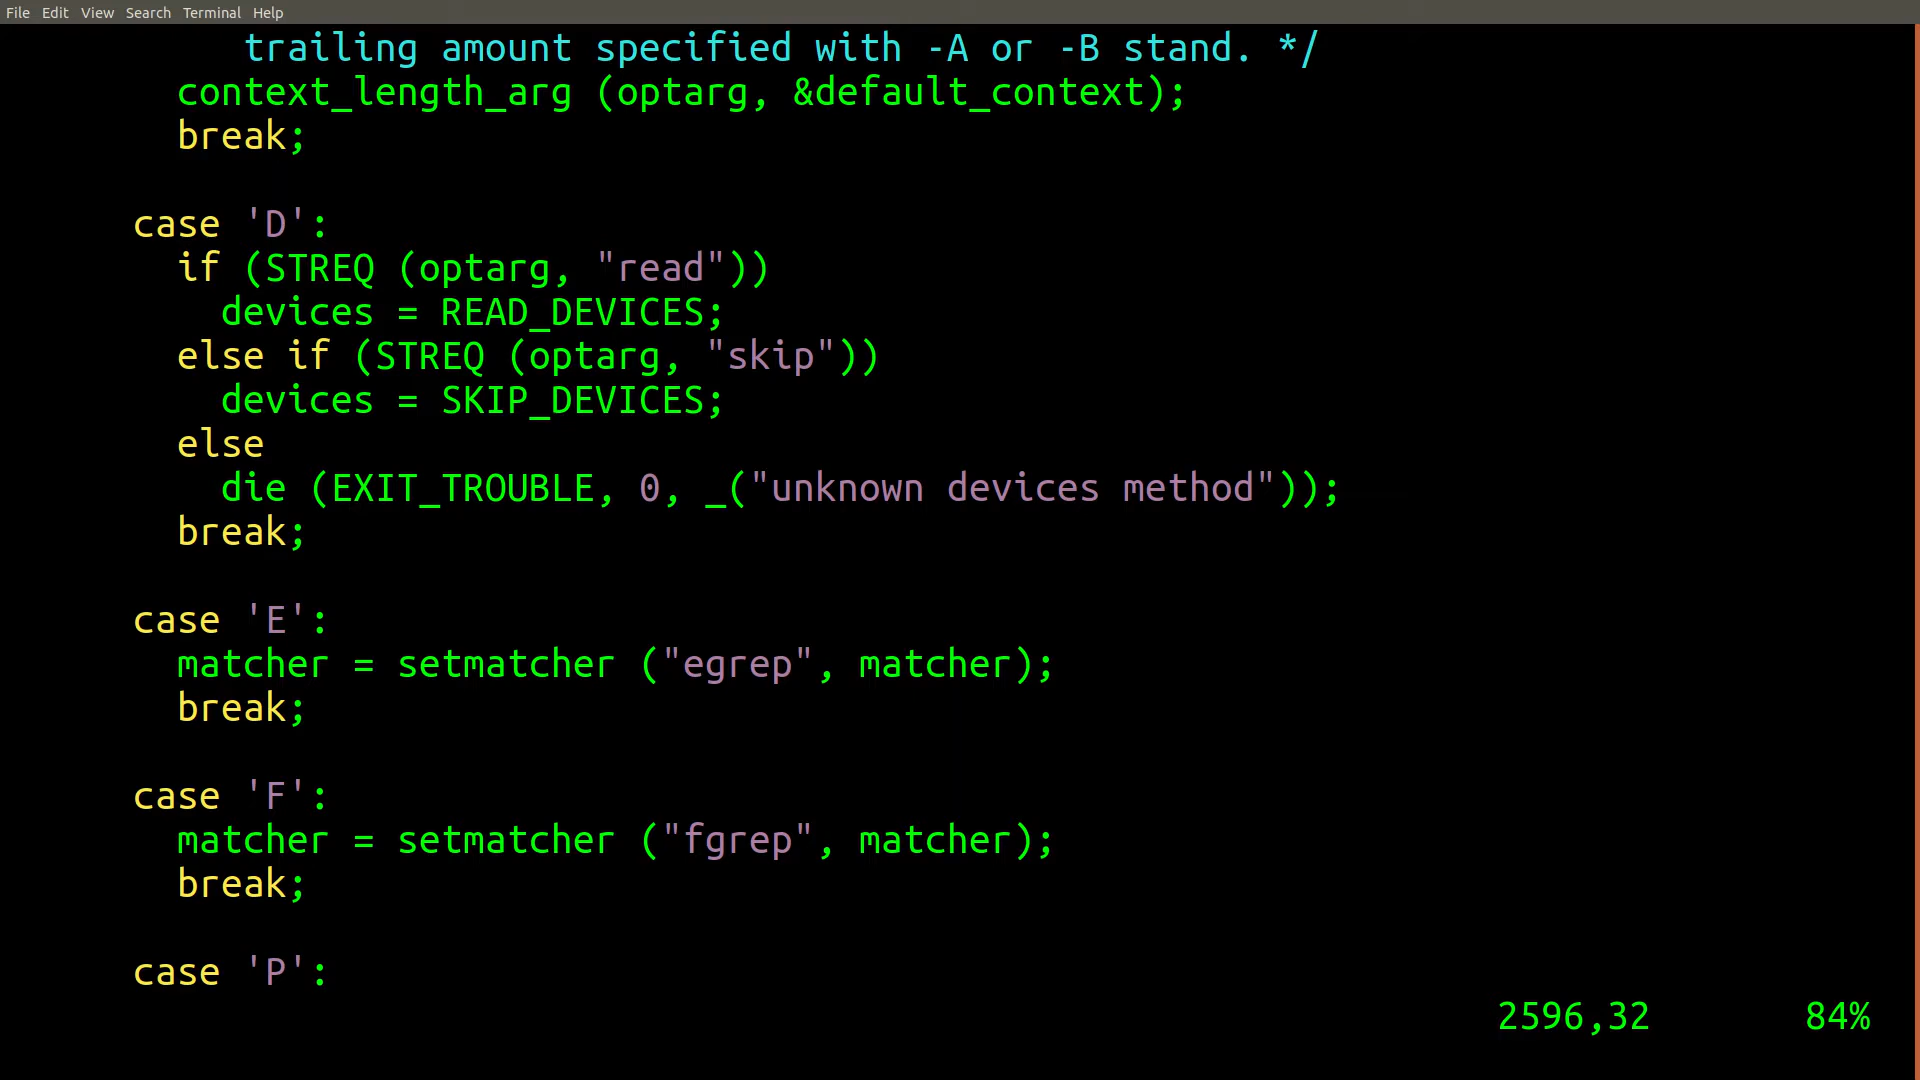 File Edit View Search Terminal Help
trailing amount specified with -A or -B stand. */
context_length_arg (optarg, &default_context);
break;
case 'D':
if (STREQ (optarg, "read"))
devices = READ_DEVICES;
else if (STREQ (optarg, "skip"))
devices = SKIP_DEVICES;
else
die (EXIT_TROUBLE, 0, _("unknown devices method"));
break;
case 'E':
matcher = setmatcher ("egrep", matcher);
break;
case 'F':
matcher = setmatcher ("fgrep", matcher);
break;
case 'P':
2596,32 84%